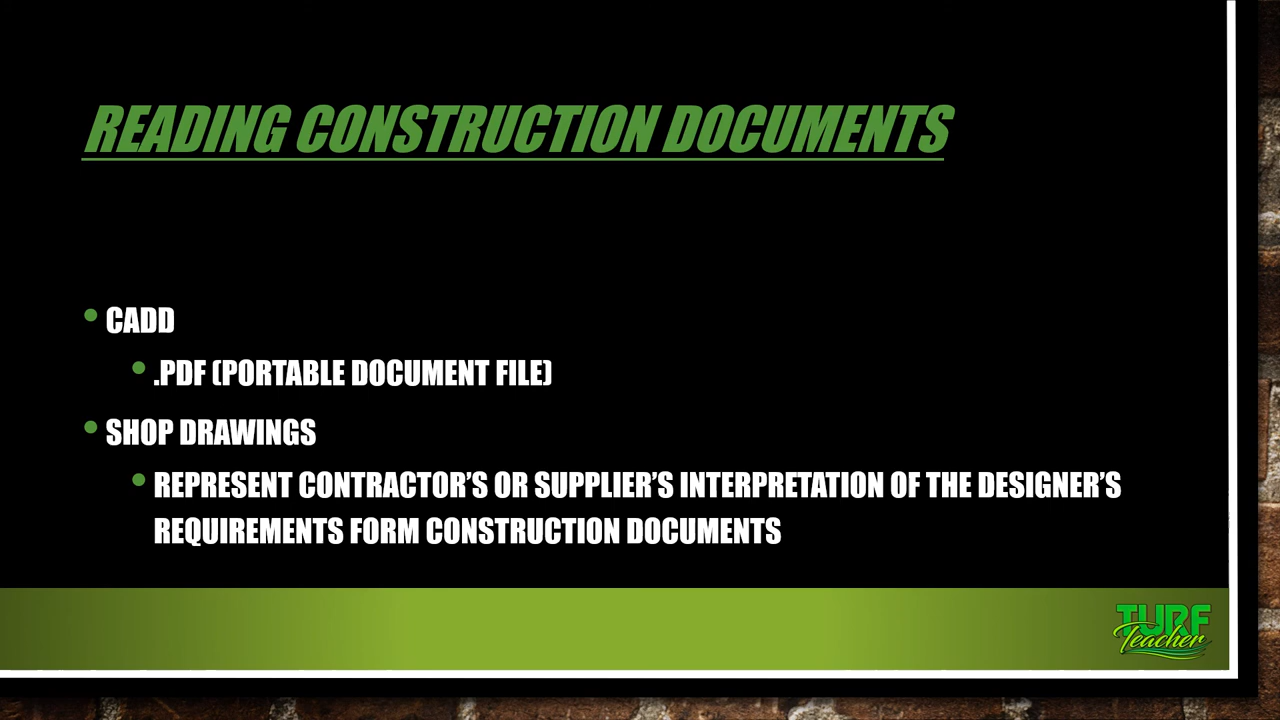 READING CONSTRUCTION DOCUMENTS
• CADD
• .PDF (PORTABLE DOCUMENT FILE)
• SHOP DRAWINGS
• REPRESENT CONTRACTOR’S OR SUPPLIER’S INTERPRETATION OF THE DESIGNER’S
REQUIREMENTS FORM CONSTRUCTION DOCUMENTS
TURF
Teacher